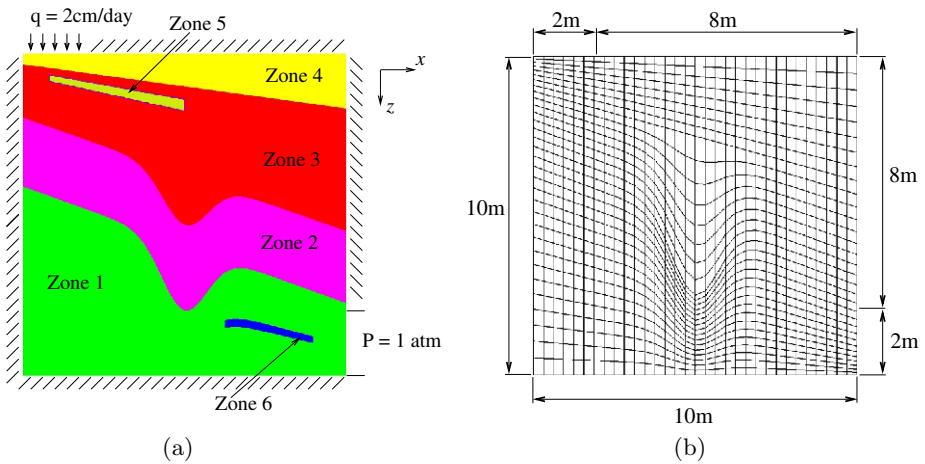 q = 2cm/day
Zone 5
Zone 4
x
z
Zone 3
Zone 2
Zone 1
P = 1 atm
Zone 6
(a)
2m
8m
10m
8m
2m
10m
(b)